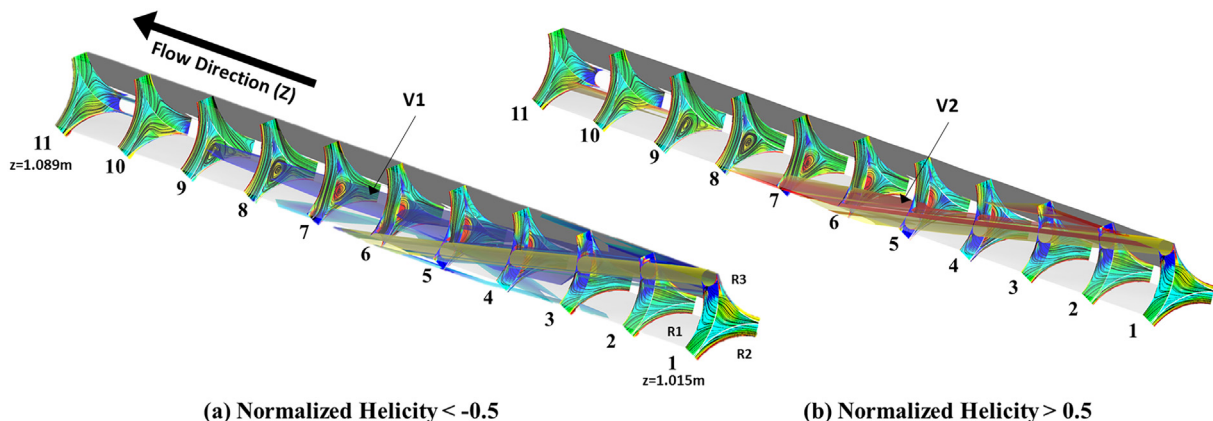 Flow Direction (Z)
V1
11
z=1.089m
10
9
8
7
6
5
4
3
2
1
z=1.015m
R1
R2
R3
(a) Normalized Helicity < -0.5
V2
11
10
9
8
7
6
5
4
3
2
1
(b) Normalized Helicity > 0.5